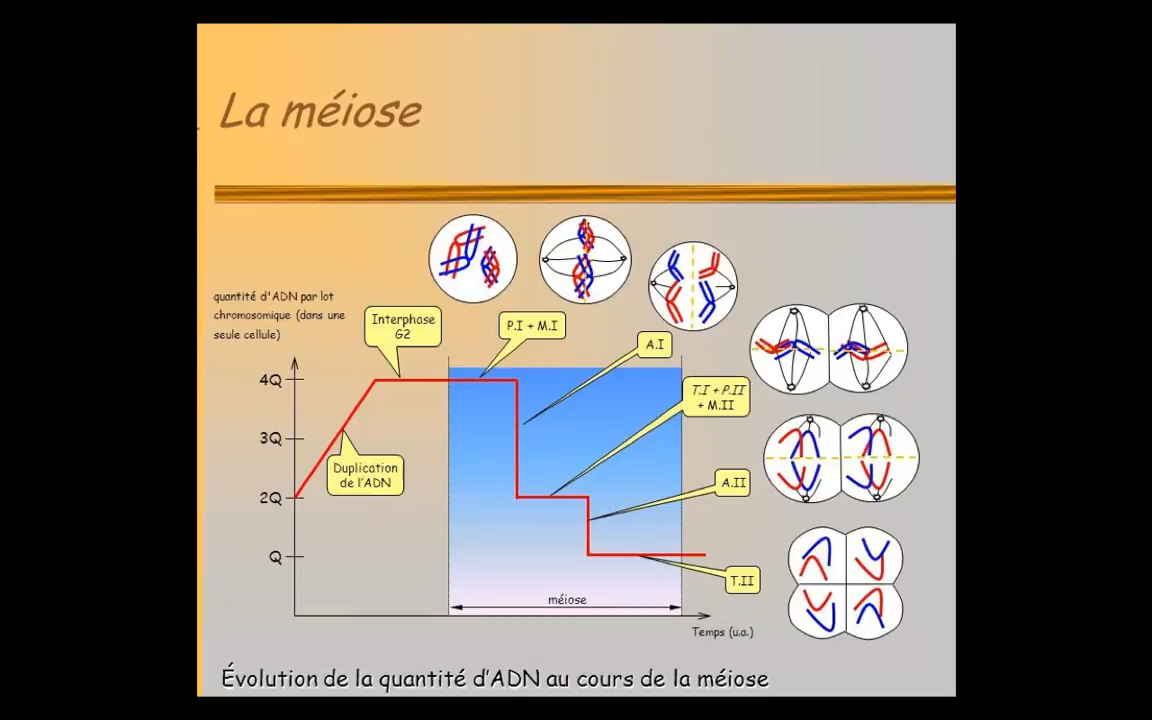 La méiose
quantité d'ADN par lot
chromosomique (dans une
seule cellule)
Interphase
G2
P.I + M.I
A.I
T.I + P.II
+ M.II
4Q
3Q
Duplication
de l'ADN
A.II
2Q
Q
T.II
méiose
Temps (u.a.)
Évolution de la quantité d'ADN au cours de la méiose